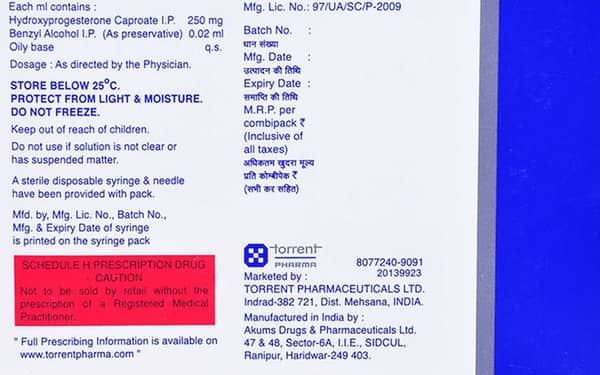 Each ml contains :
Hydroxyprogesterone Caproate I.P. 250 mg
Benzyl Alcohol I.P. (As preservative) 0.02 ml
Oily base q.s.
Dosage : As directed by the Physician.
STORE BELOW 25°C.
PROTECT FROM LIGHT & MOISTURE.
DO NOT FREEZE.
Keep out of reach of children.
Do not use if solution is not clear or
has suspended matter.
A sterile disposable syringe & needle
have been provided with pack.
Mfd. by, Mfg. Lic. No., Batch No.,
Mfg. & Expiry Date of syringe
is printed on the syringe pack
SCHEDULE H PRESCRIPTION DRUG
- CAUTION
Not to be sold by retail without the
prescription of a Registered Medical
Practitioner.
" Full Prescribing Information is available on
www.torrentpharma.com "
Mfg. Lic. No.: 97/UA/SC/P-2009
Batch No. :
घान संख्या
Mfg. Date :
उत्पादन की तिथि
Expiry Date :
समाप्ति की तिथि
M.R.P. per
combipack ₹
(Inclusive of
all taxes)
अधिकतम खुदरा मूल्य
प्रति कोम्बीपेक ₹
(सभी कर सहित)
torrent
PHARMA
8077240-9091
20139923
Marketed by :
TORRENT PHARMACEUTICALS LTD.
Indrad-382 721, Dist. Mehsana, INDIA.
Manufactured in India by :
Akums Drugs & Pharmaceuticals Ltd.
47 & 48, Sector-6A, I.I.E., SIDCUL,
Ranipur, Haridwar-249 403.